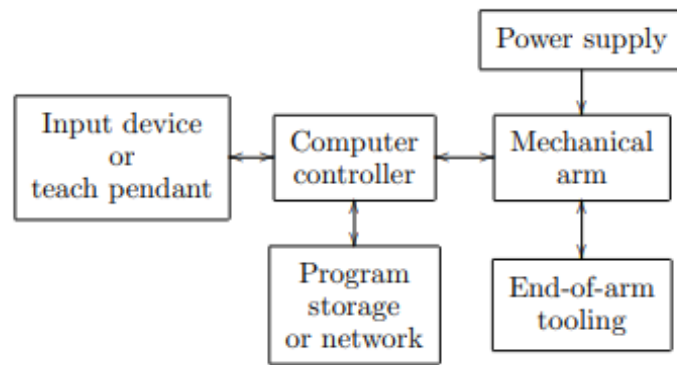 Power supply
Input device
or
teach pendant
Computer
controller
Mechanical
arm
Program
storage
or network
End-of-arm
tooling